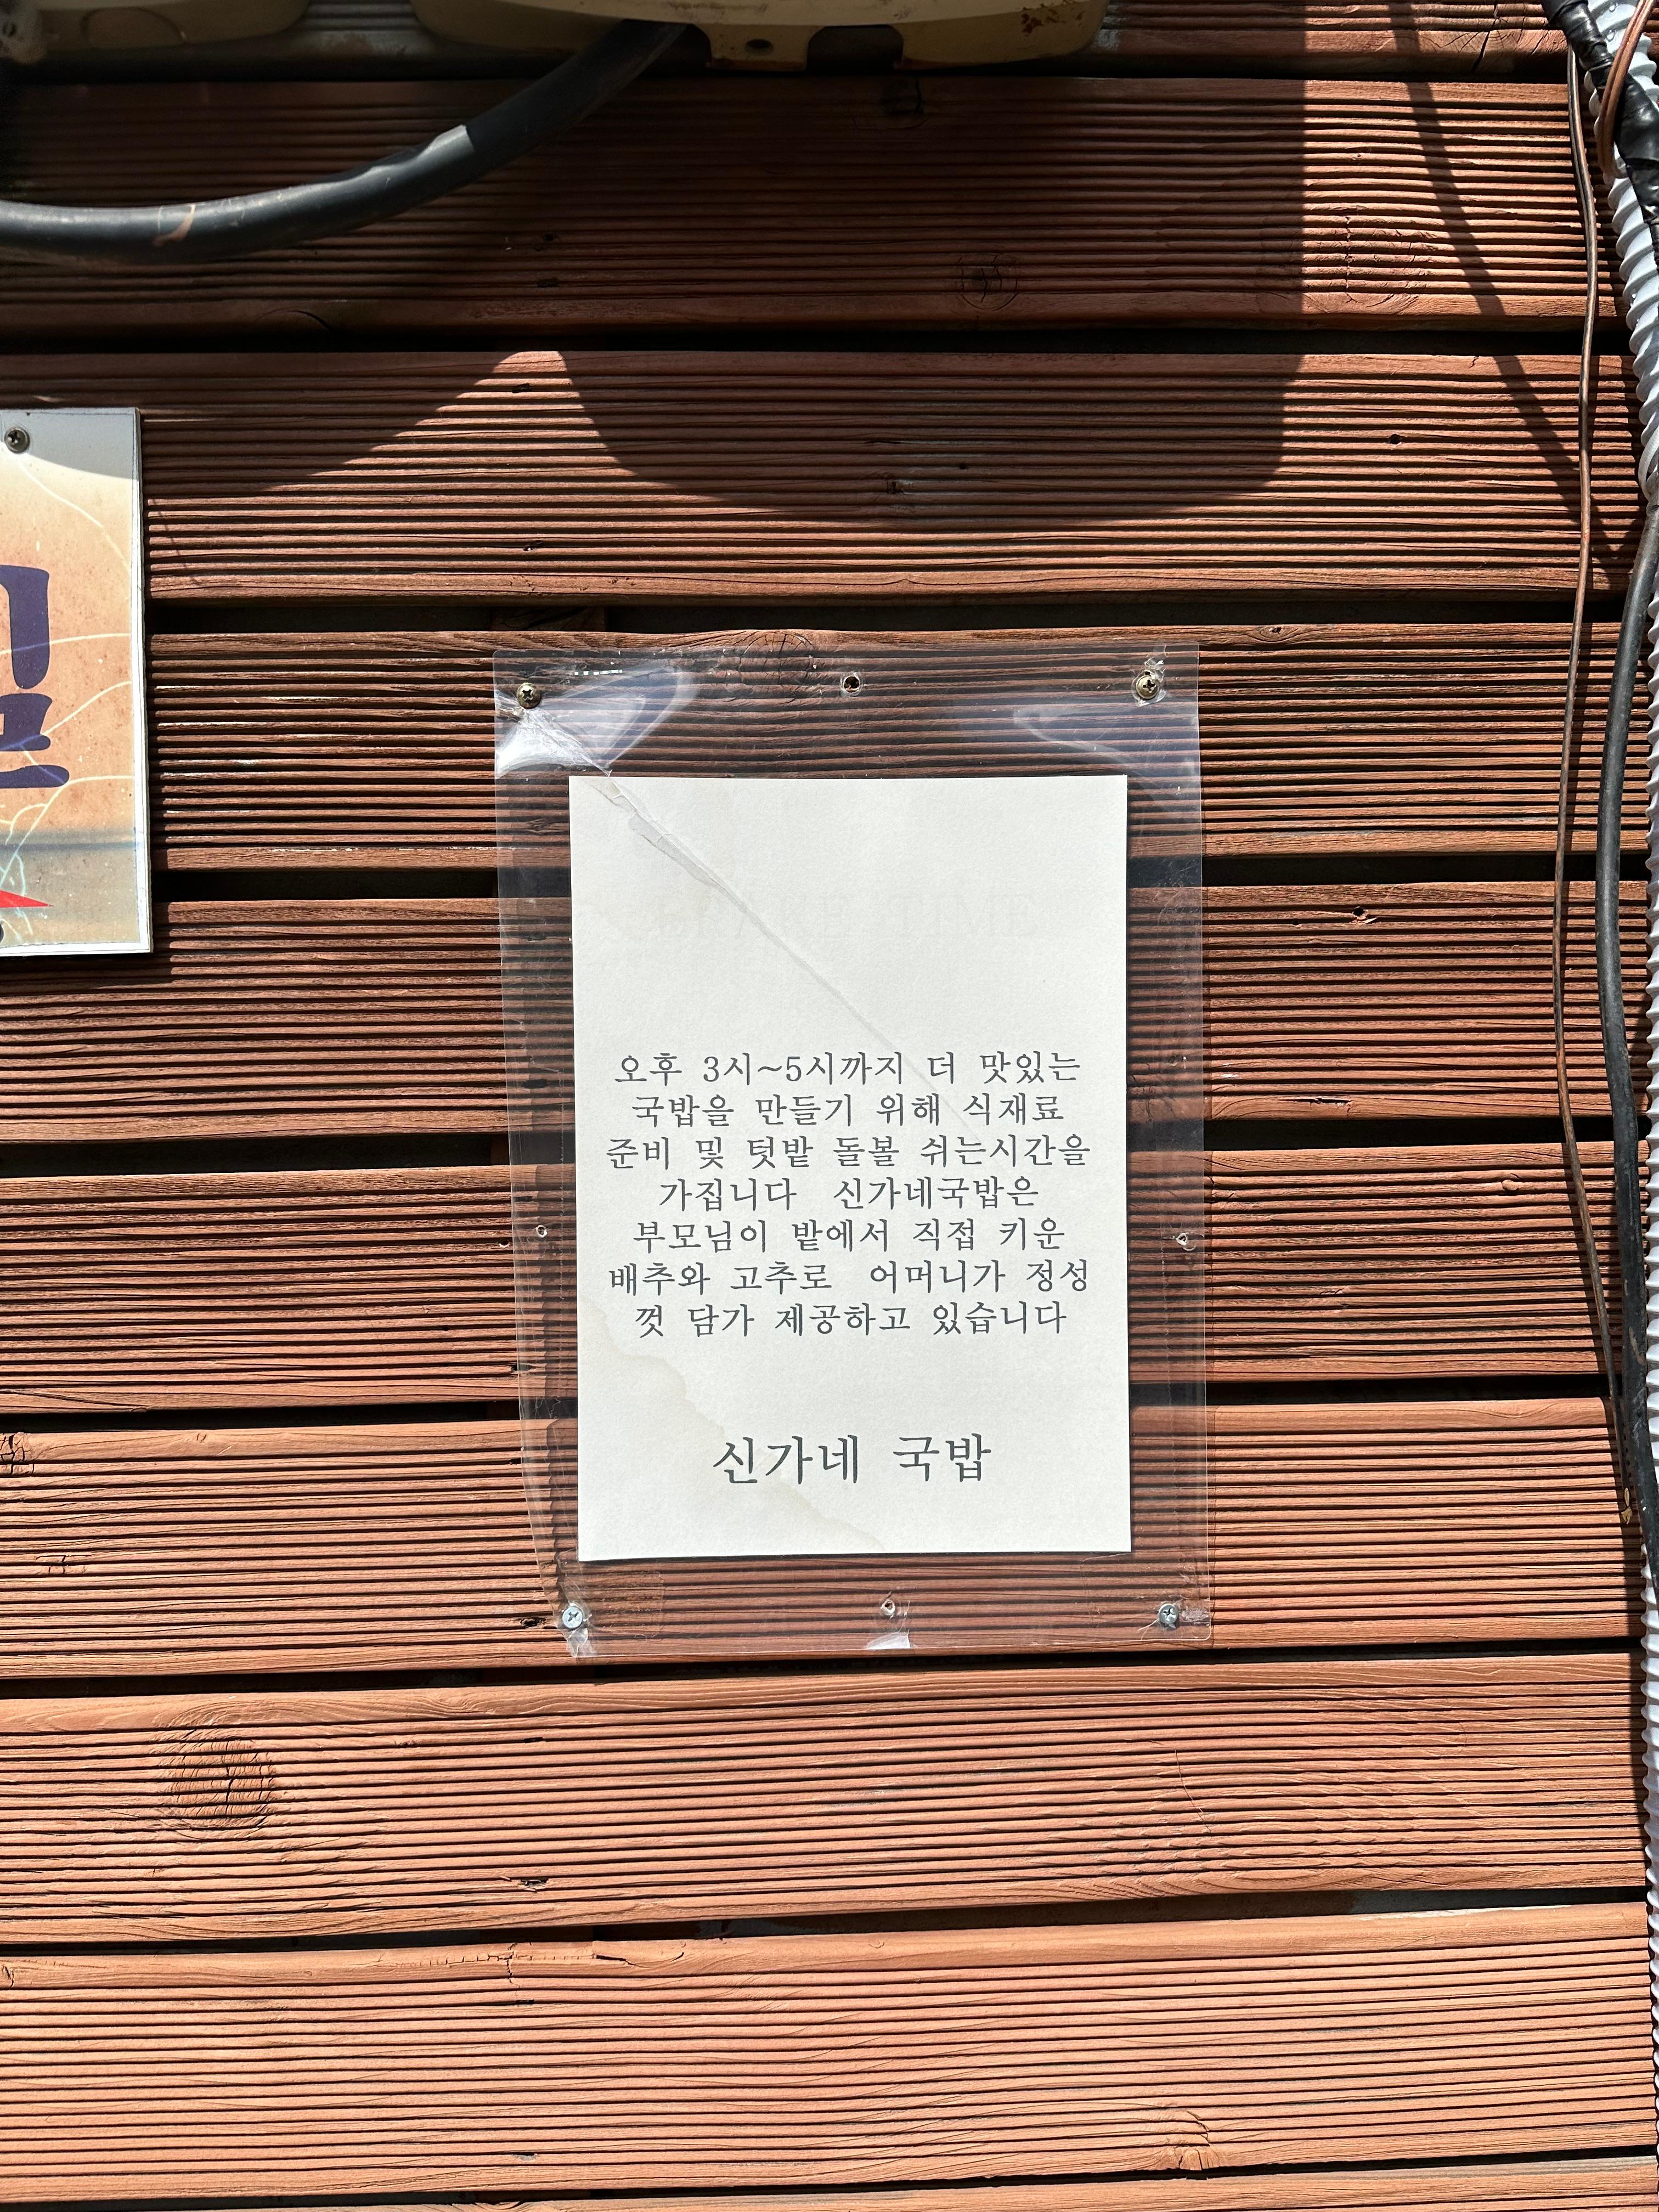 BRAKE TIME
오후 3시~5시까지 더 맛있는
국밥을 만들기 위해 식재료
준비 및 텃밭 돌볼 쉬는시간을
가집니다 신가네국밥은
부모님이 밭에서 직접 키운
배추와 고추로 어머니가 정성
껏 담가 제공하고 있습니다
신가네 국밥